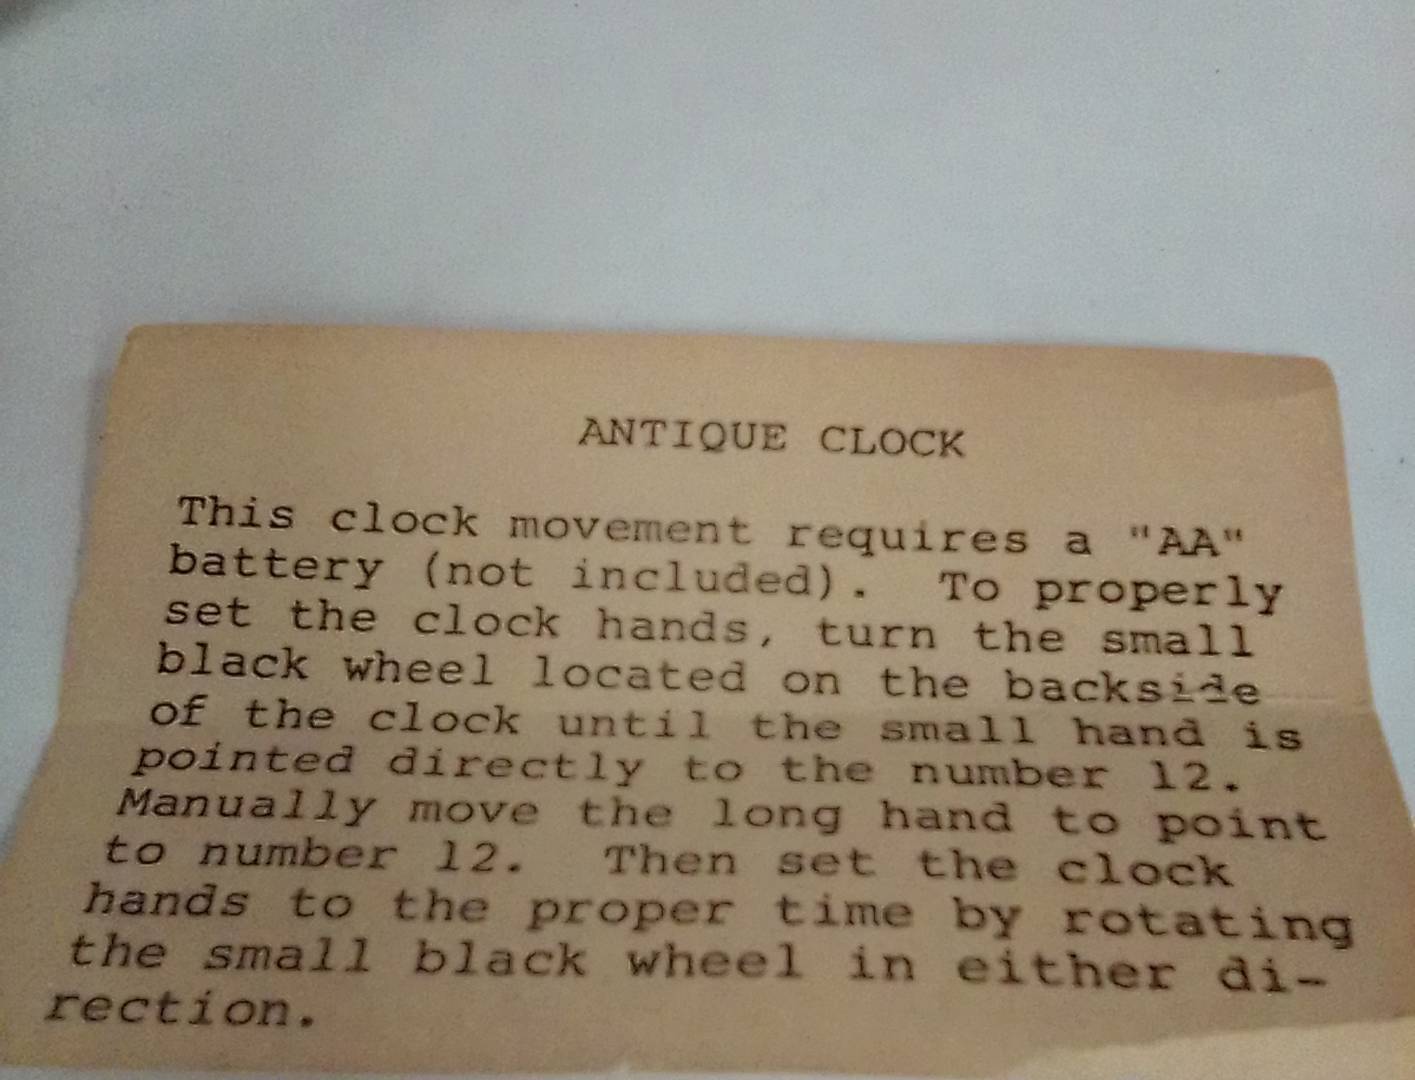 ANTIQUE CLOCK
This clock movement requires a "AA"
battery (not included). To properly
set the clock hands, turn the small
black wheel located on the backside
of the clock until the small hand is
pointed directly to the number 12.
Manually move the long hand to point
to number 12. Then set the clock
hands to the proper time by rotating
the small black wheel in either di-
rection.